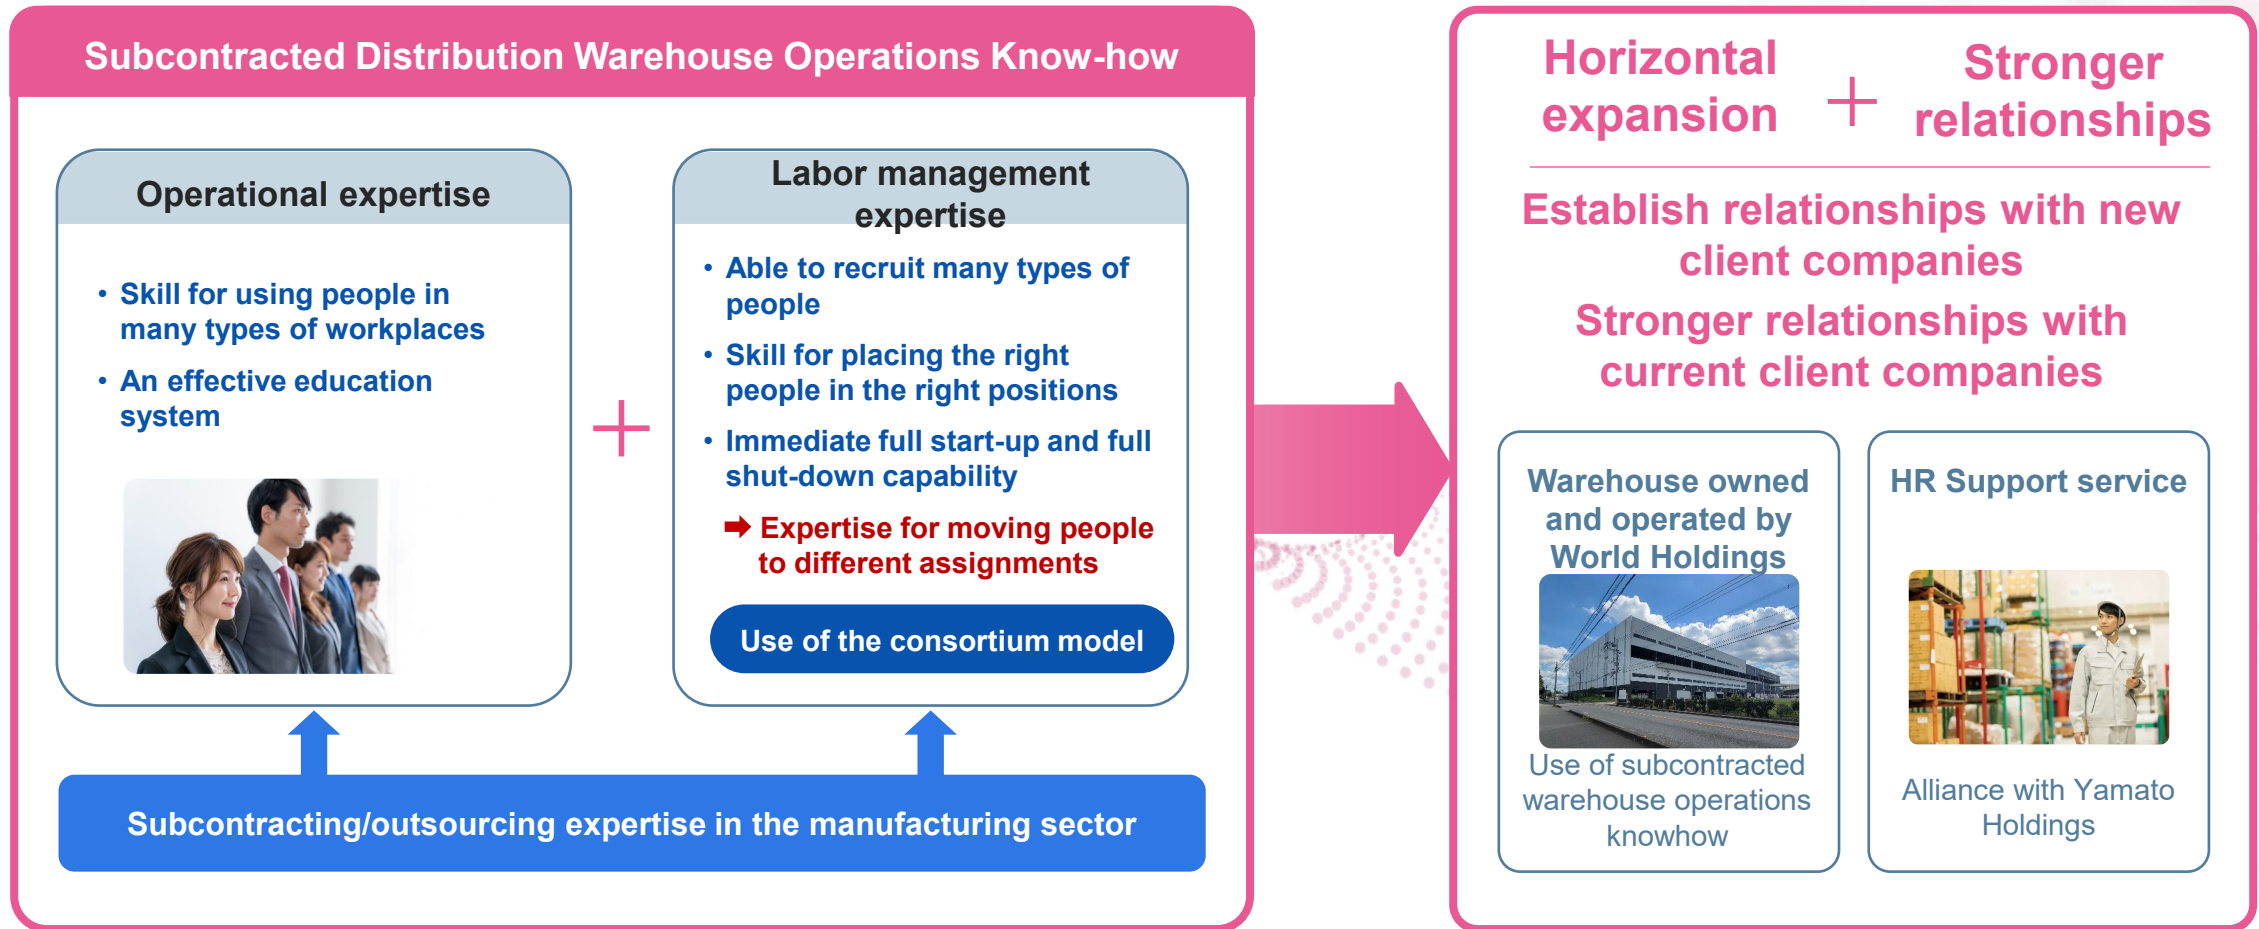 Subcontracted Distribution Warehouse Operations Know-how
Operational expertise
• Skill for using people in
many types of workplaces
• An effective education
system
Labor management
expertise
• Able to recruit many types of
people
• Skill for placing the right
people in the right positions
• Immediate full start-up and full
shut-down capability
➡ Expertise for moving people
to different assignments
Use of the consortium model
Subcontracting/outsourcing expertise in the manufacturing sector
Horizontal
expansion
+
Stronger
relationships
Establish relationships with new
client companies
Stronger relationships with
current client companies
Warehouse owned
and operated by
World Holdings
Use of subcontracted
warehouse operations
knowhow
HR Support service
Alliance with Yamato
Holdings